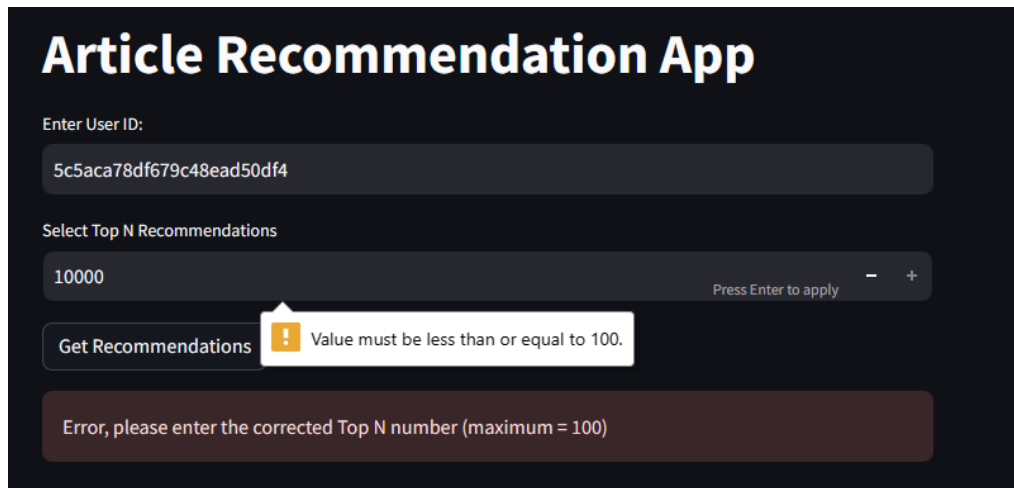 Article Recommendation App
Enter User ID:
5c5aca78df679c48ead50df4
Select Top N Recommendations
10000
Press Enter to apply
Get Recommendations
Value must be less than or equal to 100.
Error, please enter the corrected Top N number (maximum = 100)